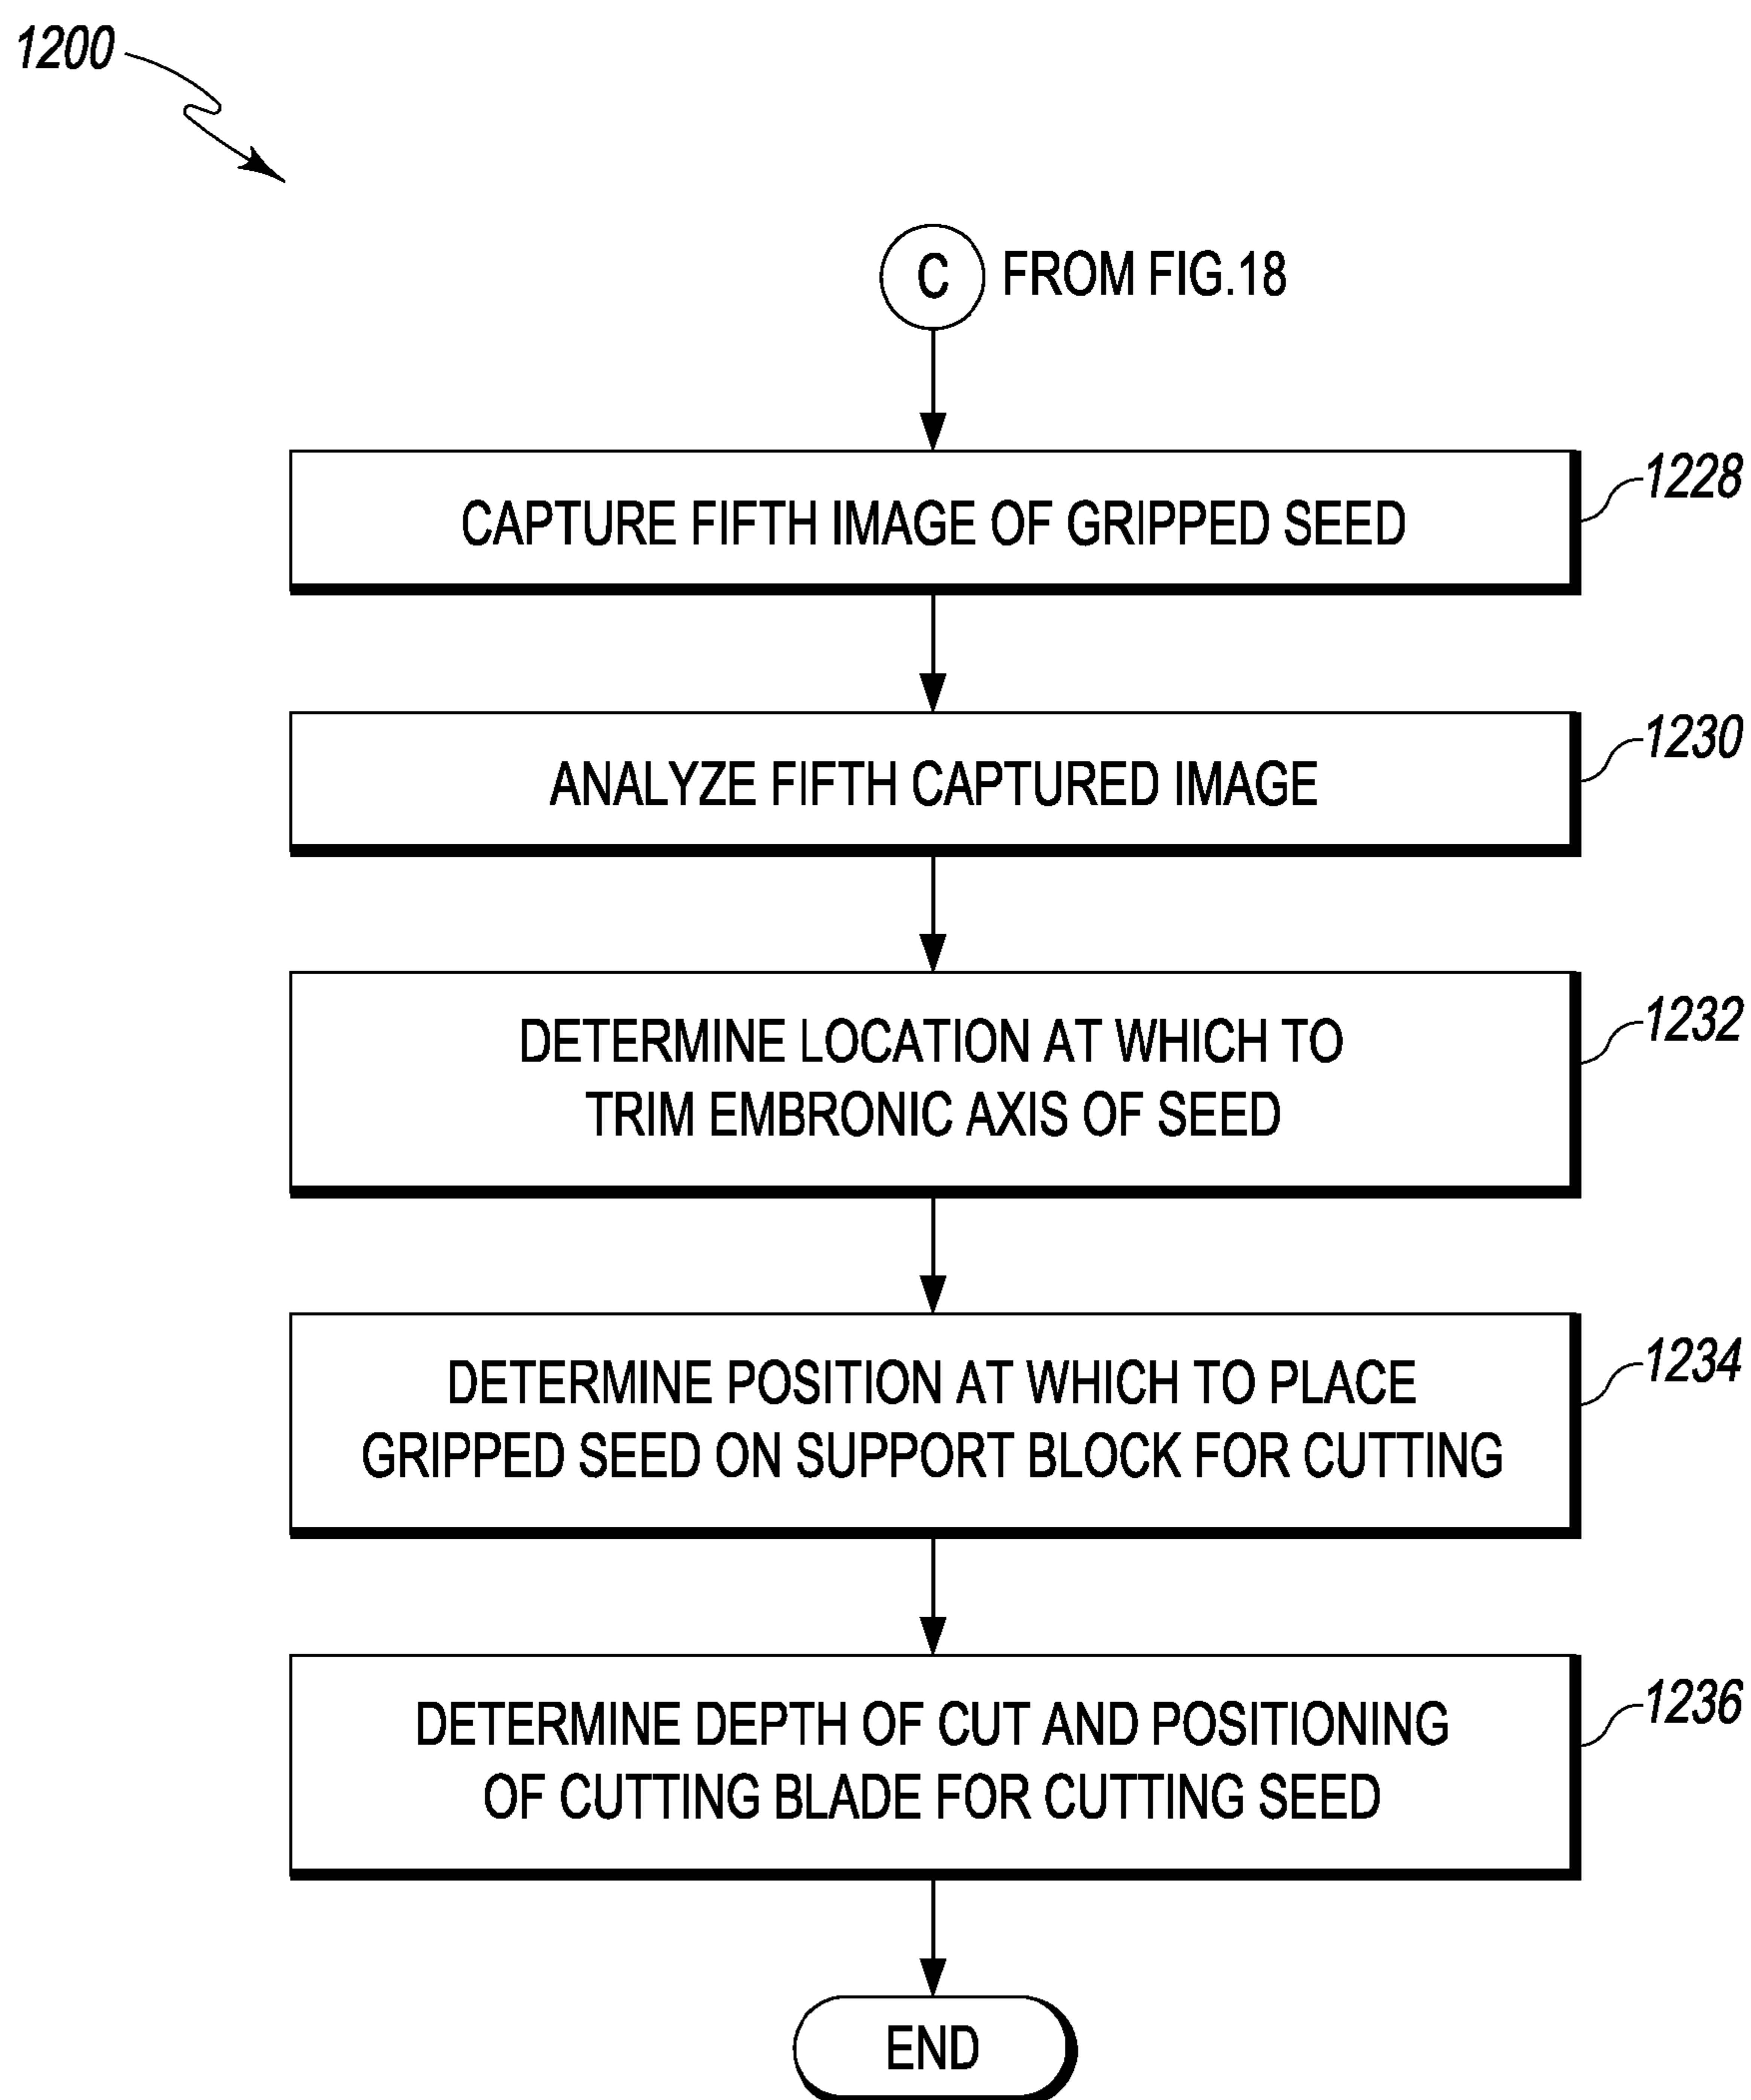 1200
C FROM FIG.18
CAPTURE FIFTH IMAGE OF GRIPPED SEED
1228
ANALYZE FIFTH CAPTURED IMAGE
1230
DETERMINE LOCATION AT WHICH TO
TRIM EMBRONIC AXIS OF SEED
1232
DETERMINE POSITION AT WHICH TO PLACE
GRIPPED SEED ON SUPPORT BLOCK FOR CUTTING
1234
DETERMINE DEPTH OF CUT AND POSITIONING
OF CUTTING BLADE FOR CUTTING SEED
1236
END